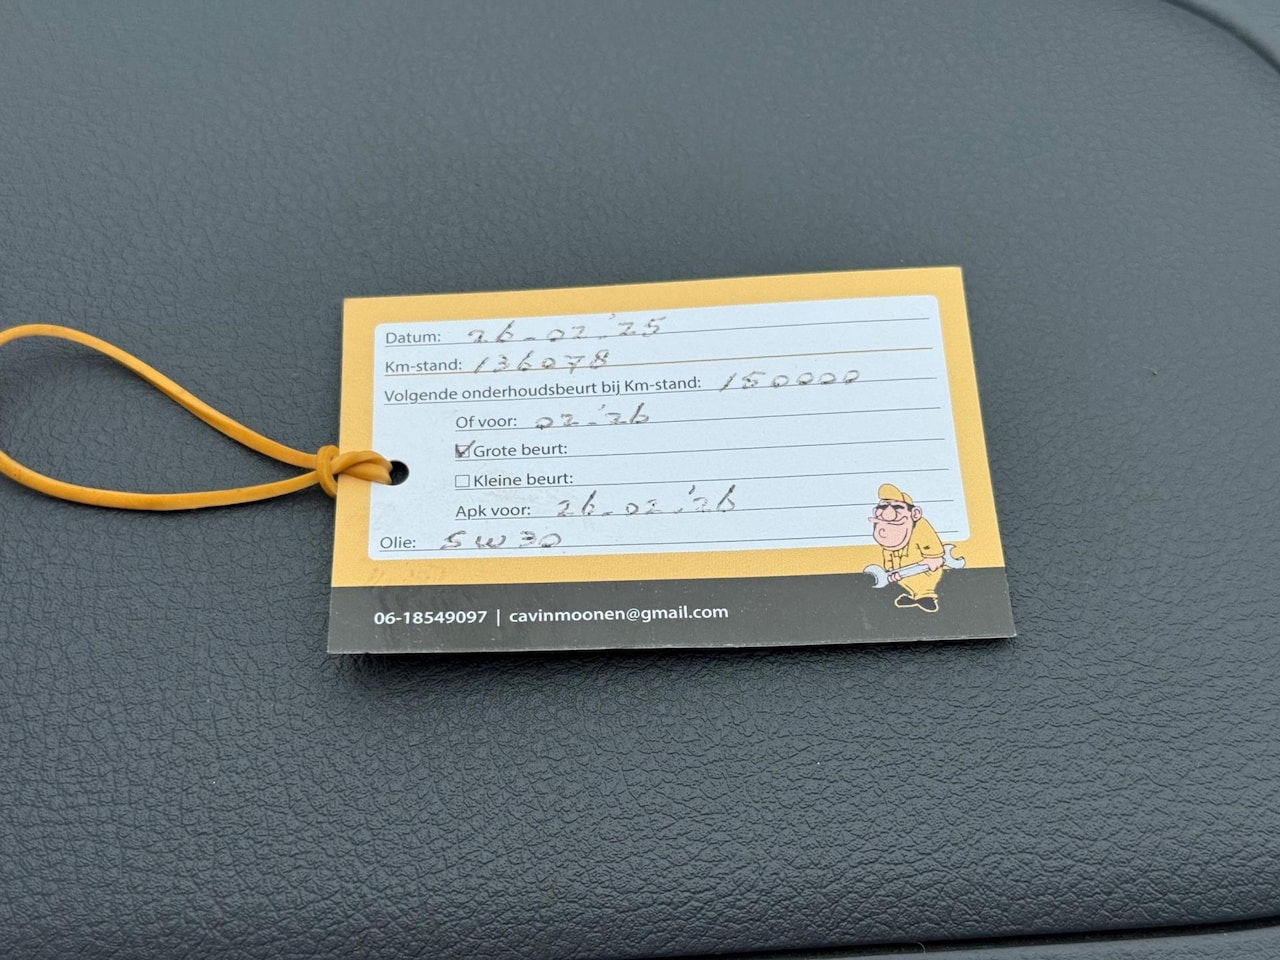 Datum: 26-02-'25
Km-stand: 136078
Volgende onderhoudsbeurt bij Km-stand: 150000
Of voor: 02-'26
Grote beurt:
Kleine beurt:
Apk voor: 26-02-'26
Olie: 5W30
06-18549097 | cavinmoonen@gmail.com